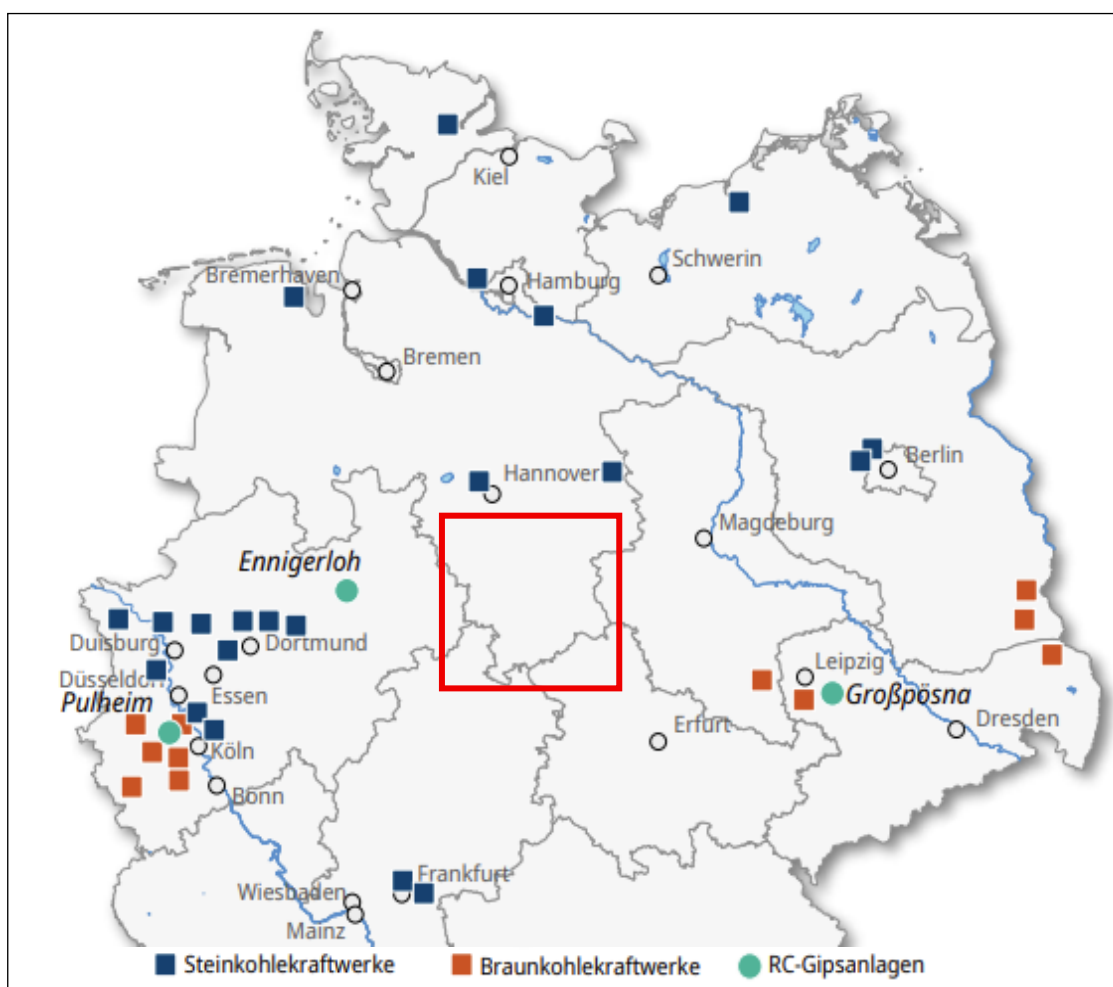 Kiel
Schwerin
Bremerhaven
Hamburg
Bremen
Hannover
Berlin
Magdeburg
Ennigerloh
Duisburg
Dortmund
Leipzig
Düsseldorf
Essen
Großpösna
Pulheim
Erfurt
Dresden
Köln
Bonn
Frankfurt
Wiesbaden
Mainz
Steinkohlekraftwerke Braunkohlekraftwerke RC-Gipsanlagen